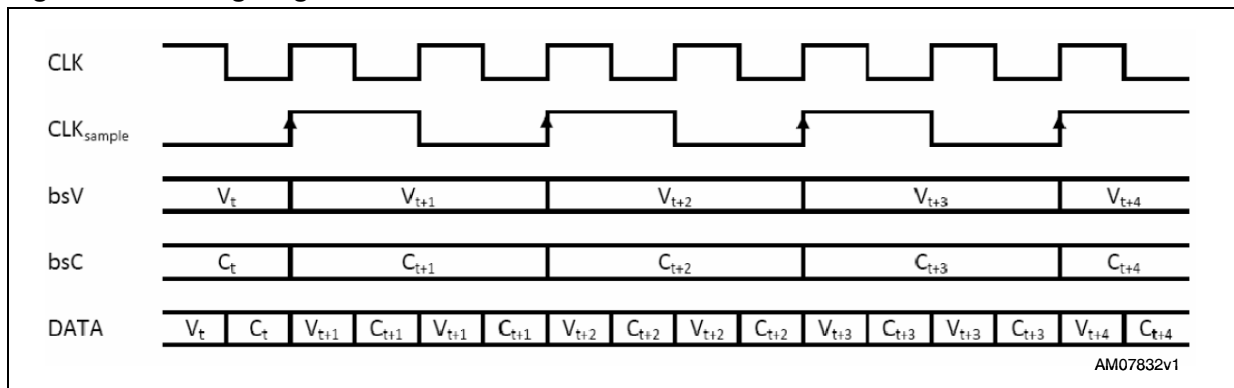 CLK
CLKsample
bsV Vt Vt+1 Vt+2 Vt+3 Vt+4
bsC Ct Ct+1 Ct+2 Ct+3 Ct+4
DATA Vt Ct Vt+1 Ct+1 Vt+1 Ct+1 Vt+2 Ct+2 Vt+2 Ct+2 Vt+3 Ct+3 Vt+3 Ct+3 Vt+4 Ct+4
AM07832v1